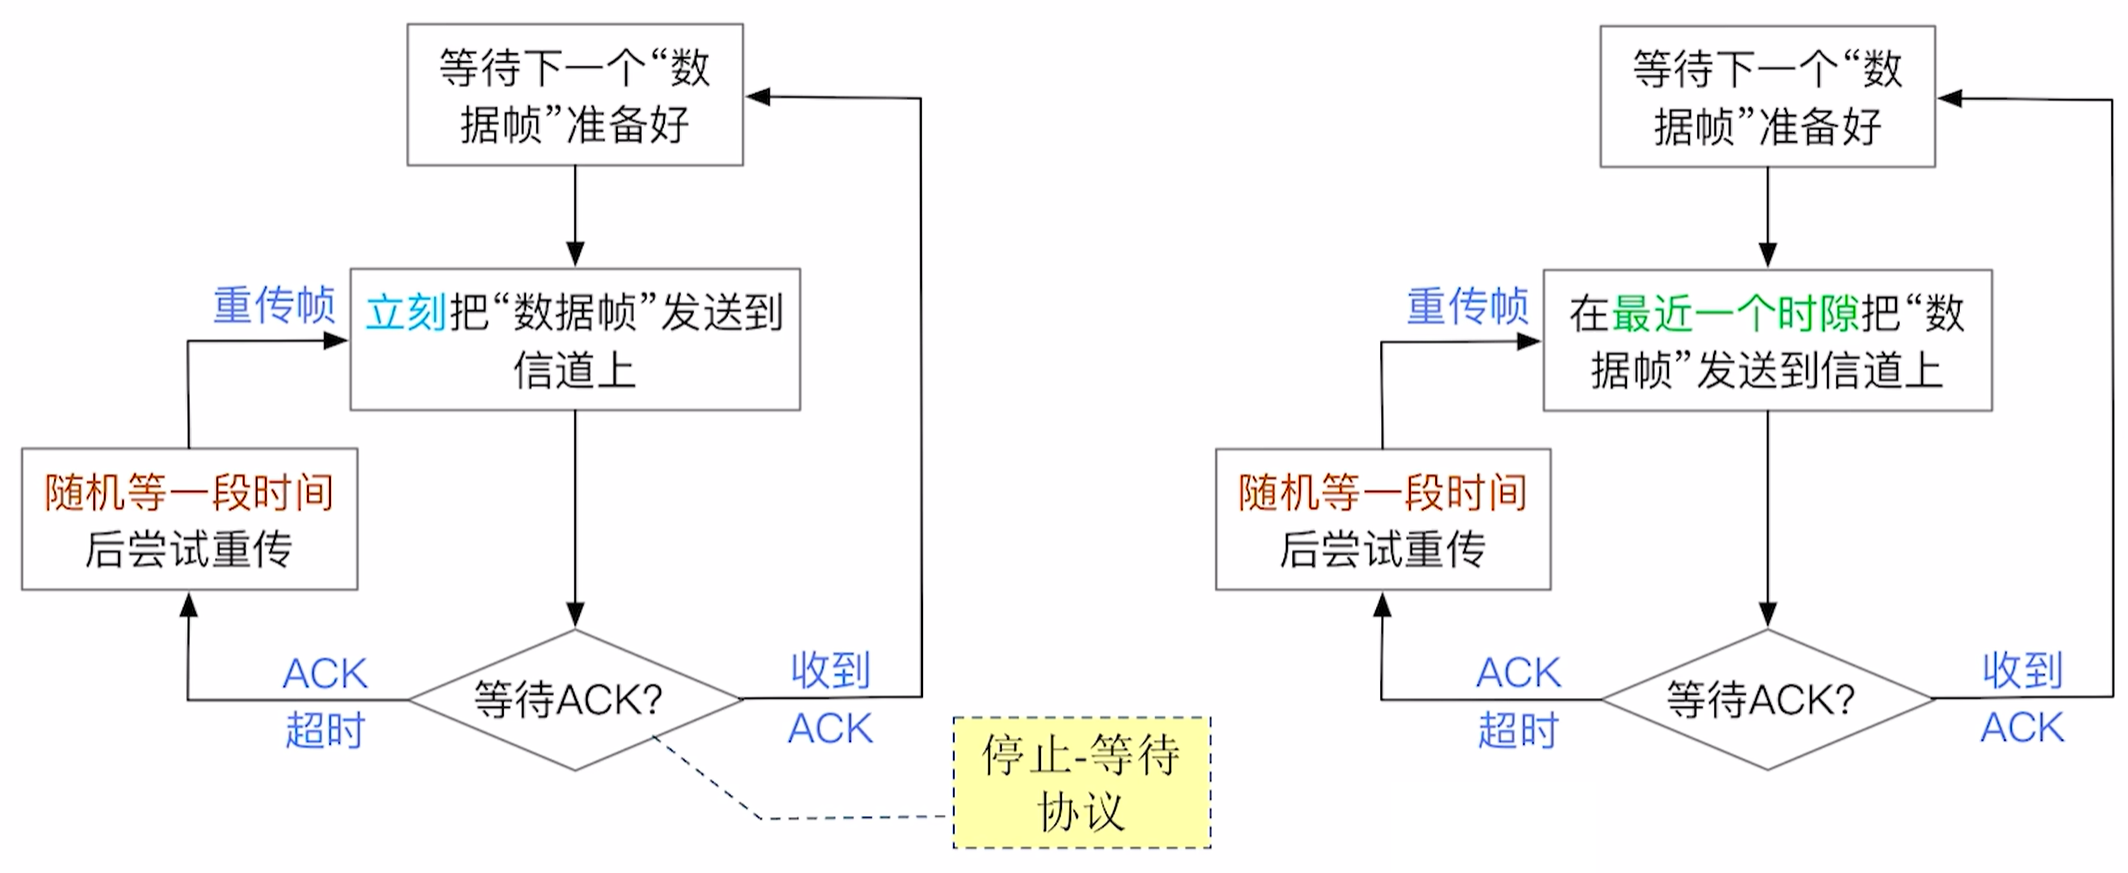 等待下一个“数
据帧”准备好
重传帧
立刻把“数据帧”发送到
信道上
随机等一段时间
后尝试重传
ACK
超时
等待ACK?
收到
ACK
停止-等待
协议
等待下一个“数
据帧”准备好
重传帧
在最近一个时隙把“数
据帧”发送到信道上
随机等一段时间
后尝试重传
ACK
超时
等待ACK?
收到
ACK